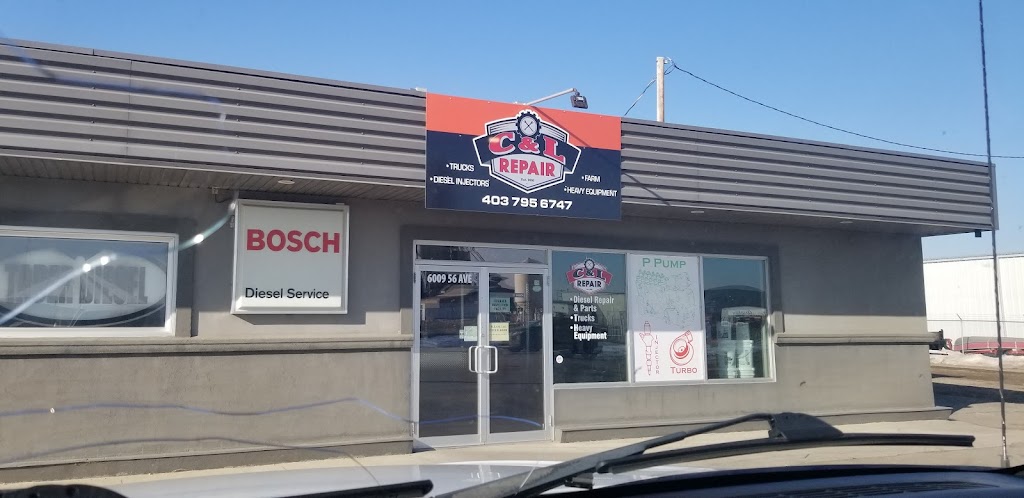 C & L
REPAIR
• TRUCKS
• DIESEL INJECTORS
• FARM
• HEAVY EQUIPMENT
403 795 6747
BOSCH
Diesel Service
6009 56 AVE
C & L
REPAIR
• Diesel Repair
& Parts
• Trucks
• Heavy
Equipment
P PUMP
INJECTOR
TURBO